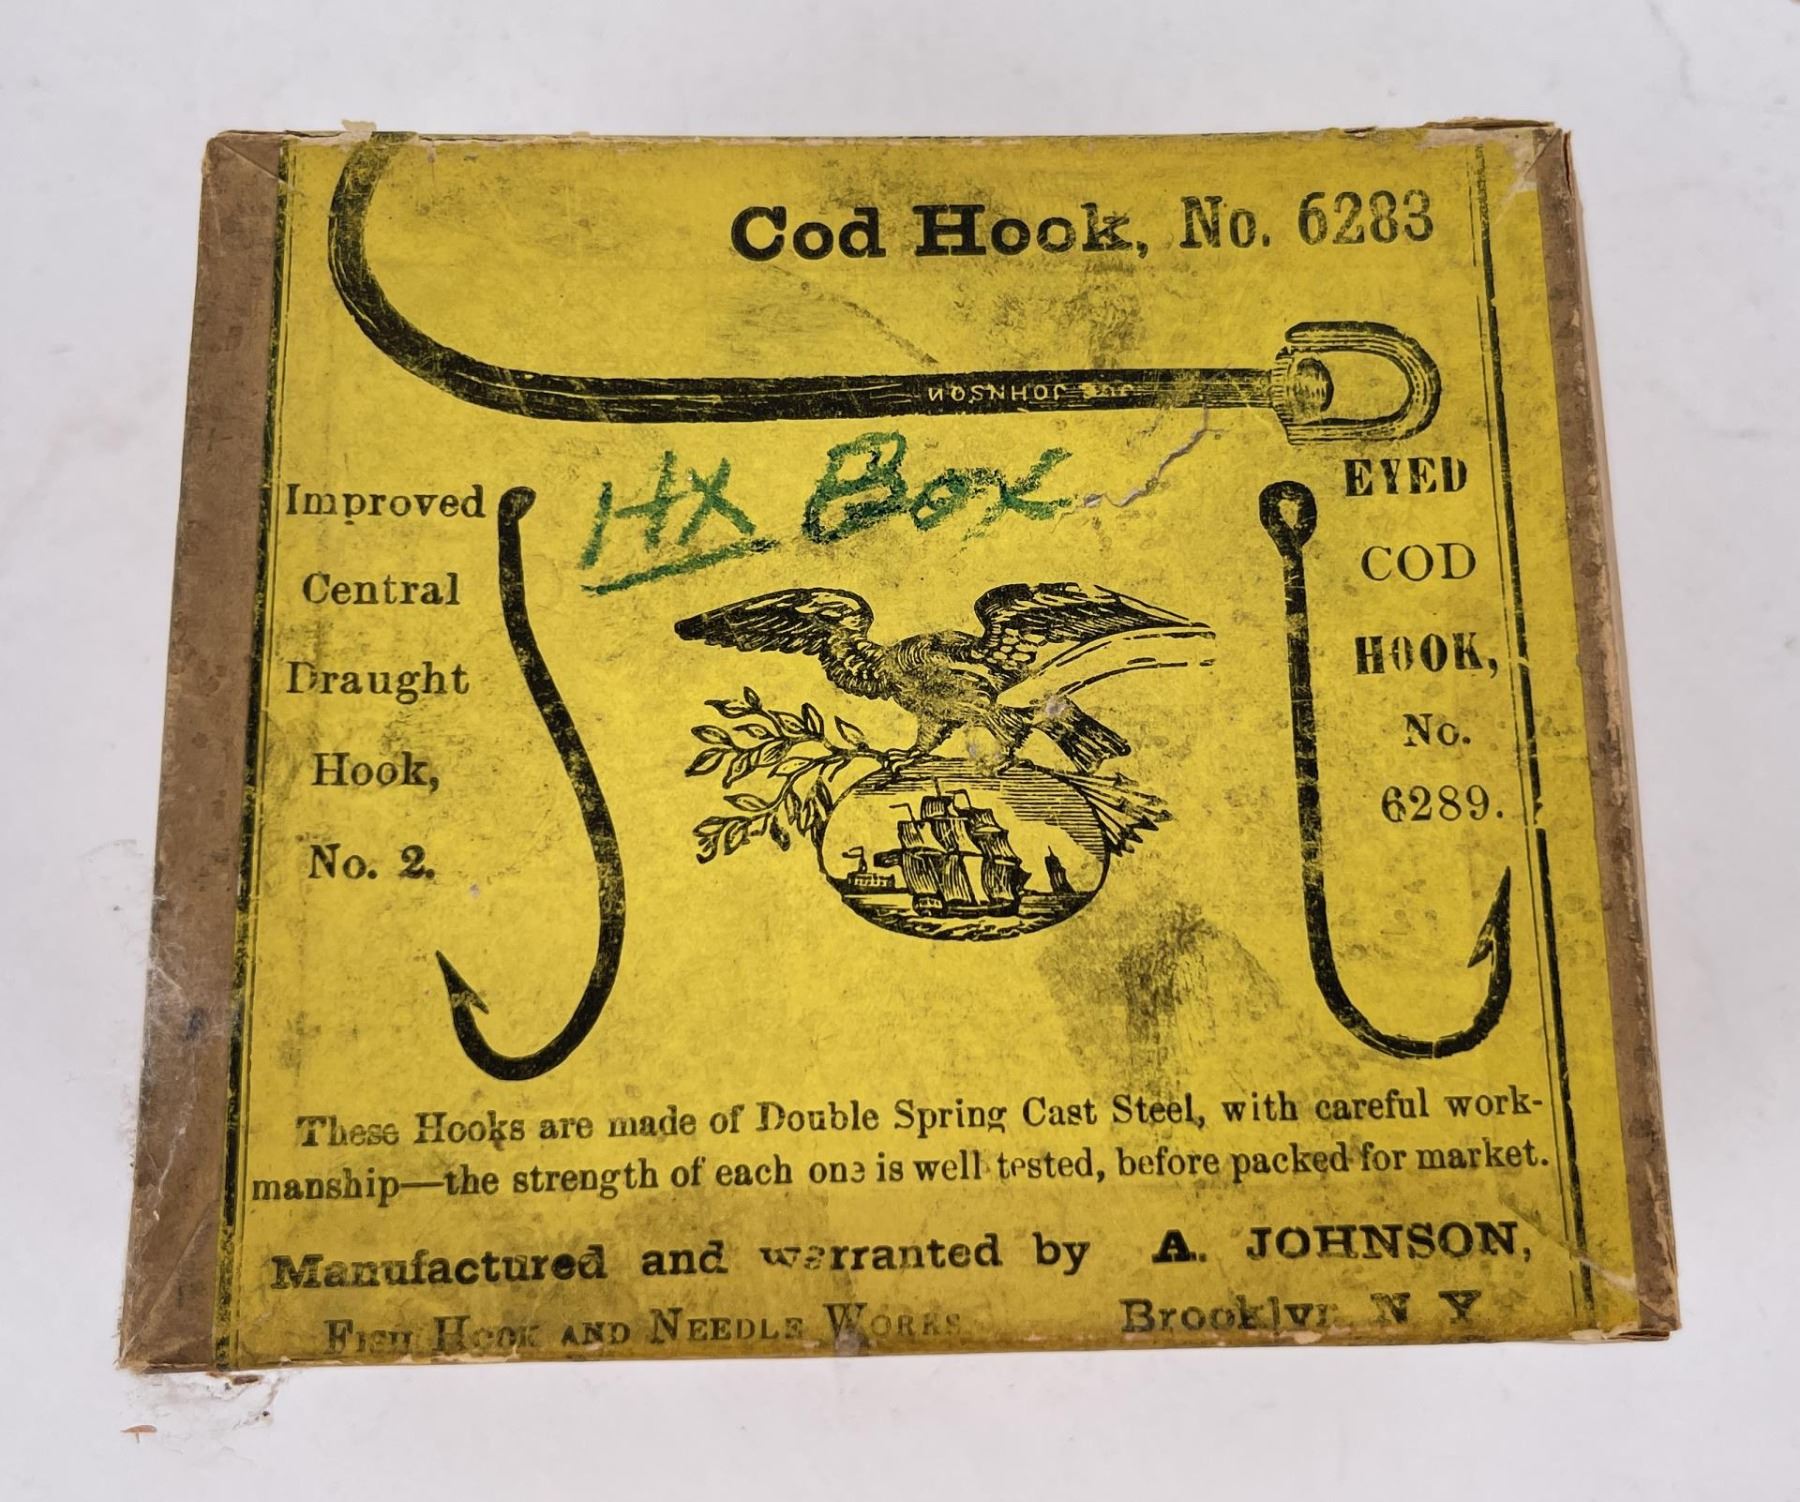 Cod Hook, No. 6283
JOHNSON
HX Box
Improved
Central
Draught
Hook,
No. 2.
EYED
COD
HOOK,
No.
6289.
These Hooks are made of Double Spring Cast Steel, with careful work-
manship—the strength of each one is well tested, before packed for market.
Manufactured and warranted by A. JOHNSON,
FISH HOOK AND NEEDLE WORKS Brooklyn N Y